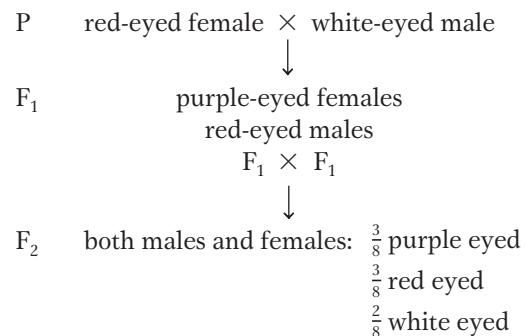 P red-eyed female × white-eyed male
F₁ purple-eyed females
red-eyed males
F₁ × F₁
F₂ both males and females: 3/8 purple eyed
3/8 red eyed
2/8 white eyed